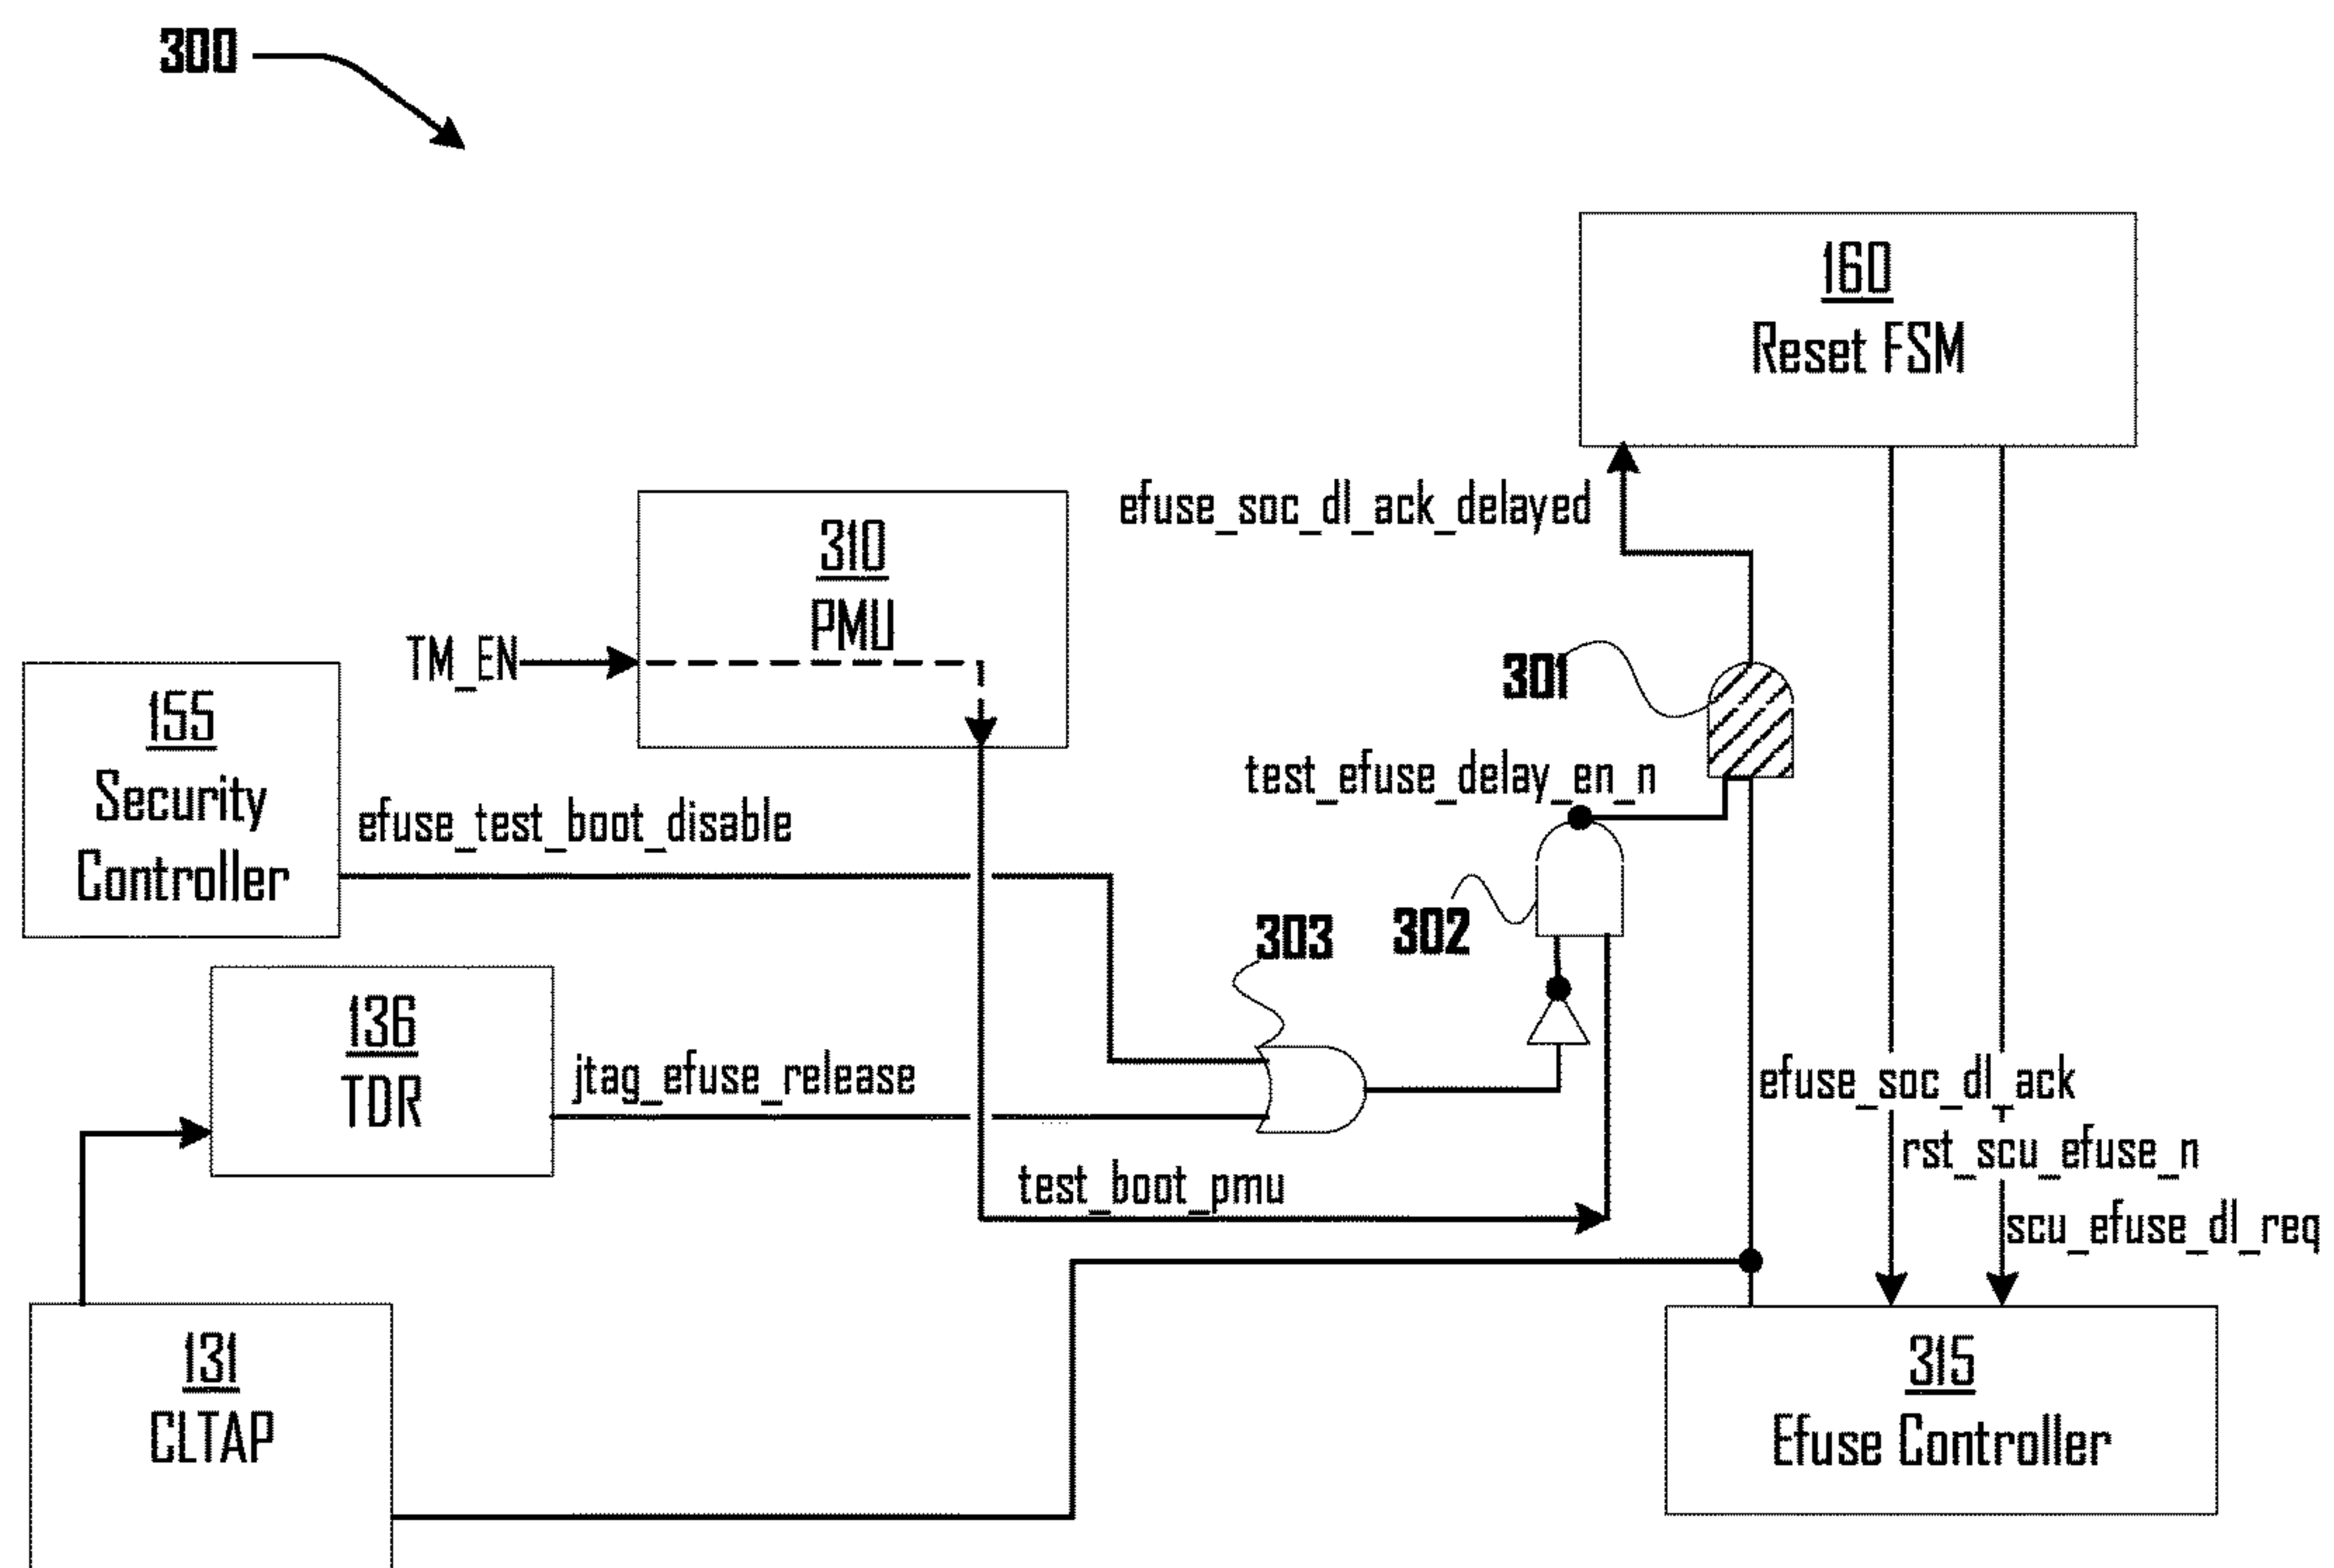 300
160
Reset FSM
efuse_soc_dl_ack_delayed
310
PMU
TM_EN
301
155
Security
Controller
test_efuse_delay_en_n
efuse_test_boot_disable
303
302
136
TDR
jtag_efuse_release
efuse_soc_dl_ack
rst_scu_efuse_n
test_boot_pmu
scu_efuse_dl_req
131
CLTAP
315
Efuse Controller